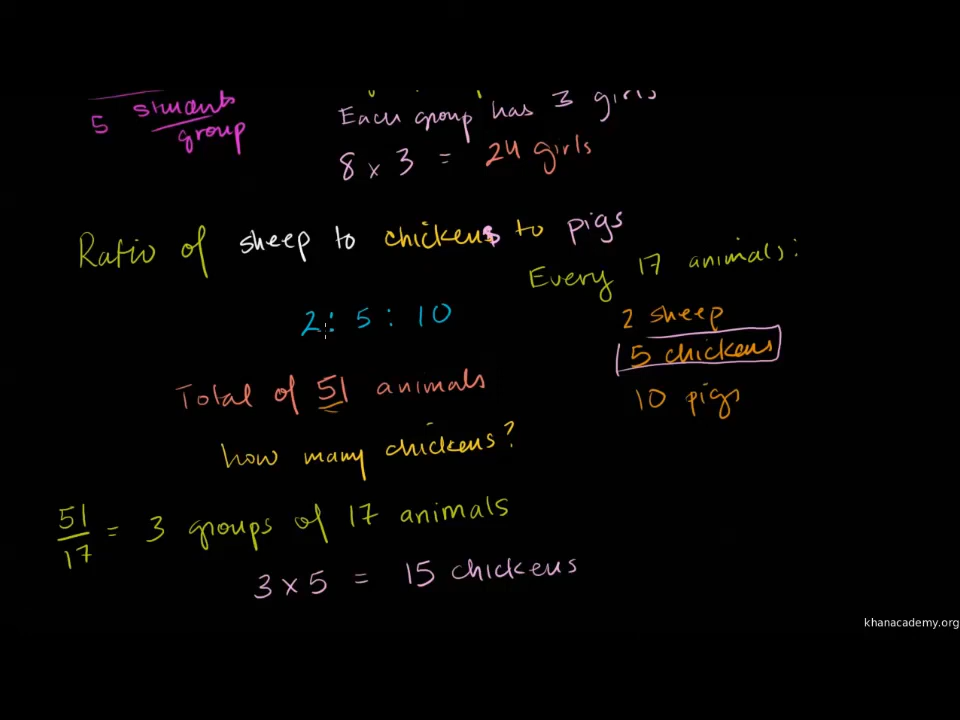 5 students
group
Each group has 3 girls
8 x 3 = 24 girls
Ratio of sheep to chickens to pigs
Every 17 animals:
2 : 5 : 10
2 sheep
5 chickens
10 pigs
Total of 51 animals
how many chickens?
51
17
= 3 groups of 17 animals
3 x 5 = 15 chickens
khanacademy.org